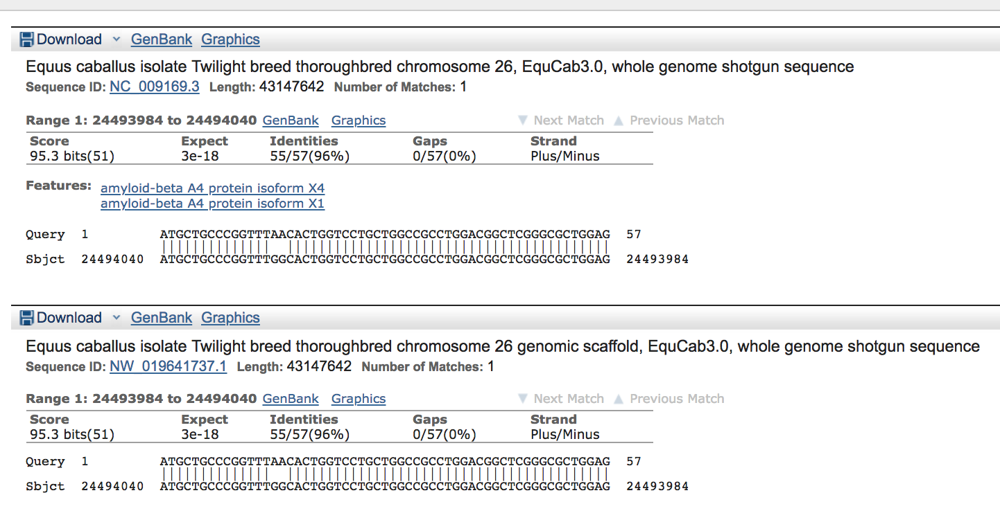 Download GenBank Graphics
Equus caballus isolate Twilight breed thoroughbred chromosome 26, EquCab3.0, whole genome shotgun sequence
Sequence ID: NC_009169.3 Length: 43147642 Number of Matches: 1
Range 1: 24493984 to 24494040 GenBank Graphics ▼ Next Match ▲ Previous Match
Score Expect Identities Gaps Strand
95.3 bits(51) 3e-18 55/57(96%) 0/57(0%) Plus/Minus
Features: amyloid-beta A4 protein isoform X4
amyloid-beta A4 protein isoform X1
Query 1 ATGCTGCCCGGTTTAACACTGGTCCTGCTGGCCGCCTGGACGGCTCGGGCGCTGGAG 57
||||||||||||||  |||||||||||||||||||||||||||||||||||||||||
Sbjct 24494040 ATGCTGCCCGGTTTGGCACTGGTCCTGCTGGCCGCCTGGACGGCTCGGGCGCTGGAG 24493984
Download GenBank Graphics
Equus caballus isolate Twilight breed thoroughbred chromosome 26 genomic scaffold, EquCab3.0, whole genome shotgun sequence
Sequence ID: NW_019641737.1 Length: 43147642 Number of Matches: 1
Range 1: 24493984 to 24494040 GenBank Graphics ▼ Next Match ▲ Previous Match
Score Expect Identities Gaps Strand
95.3 bits(51) 3e-18 55/57(96%) 0/57(0%) Plus/Minus
Query 1 ATGCTGCCCGGTTTAACACTGGTCCTGCTGGCCGCCTGGACGGCTCGGGCGCTGGAG 57
||||||||||||||  |||||||||||||||||||||||||||||||||||||||||
Sbjct 24494040 ATGCTGCCCGGTTTGGCACTGGTCCTGCTGGCCGCCTGGACGGCTCGGGCGCTGGAG 24493984